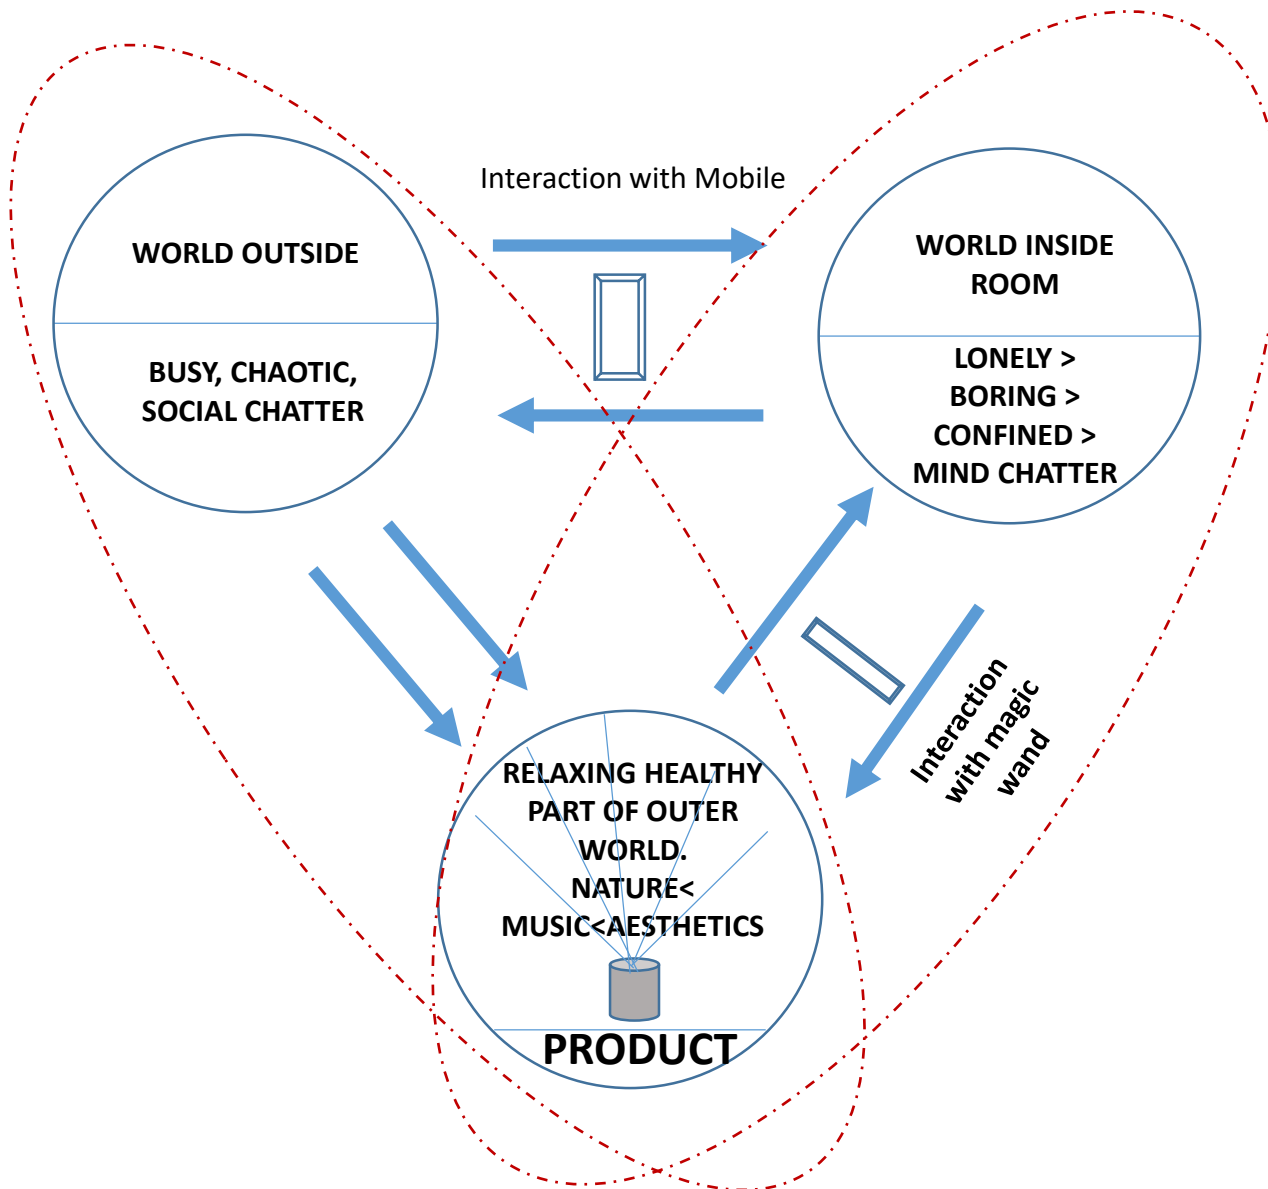 Interaction with Mobile
WORLD OUTSIDE
BUSY, CHAOTIC,
SOCIAL CHATTER
WORLD INSIDE
ROOM
LONELY >
BORING >
CONFINED >
MIND CHATTER
Interaction
with magic
wand
RELAXING HEALTHY
PART OF OUTER
WORLD.
NATURE<
MUSIC<AESTHETICS
PRODUCT